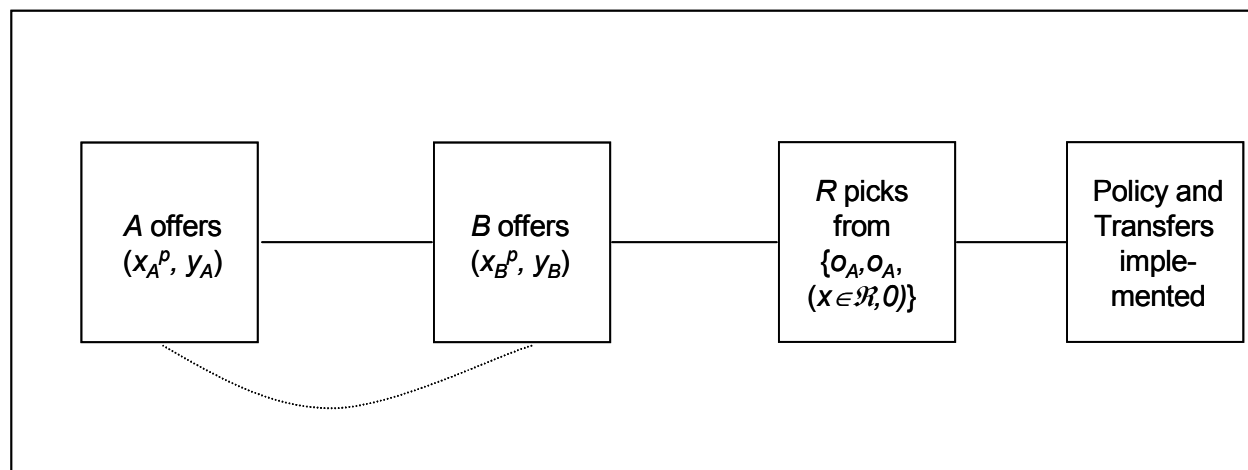 A offers
(x_A^p, y_A)
B offers
(x_B^p, y_B)
R picks
from
{o_A,o_A,
(x∈ℜ,0)}
Policy and
Transfers
imple-
mented